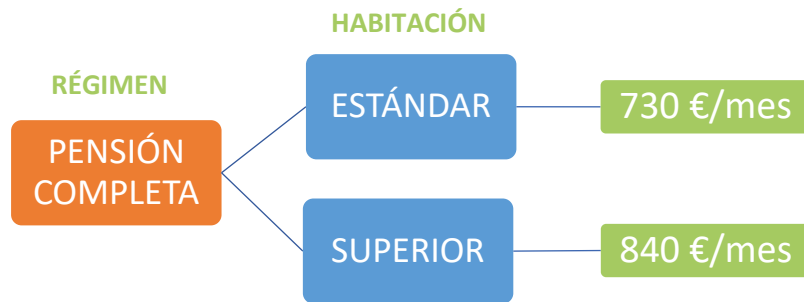 HABITACIÓN
RÉGIMEN
ESTÁNDAR
730 €/mes
PENSIÓN
COMPLETA
SUPERIOR
840 €/mes